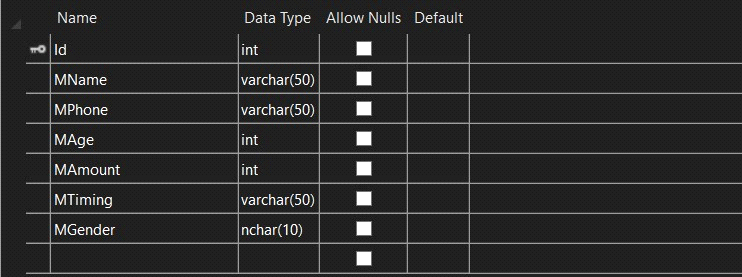 Name Data Type Allow Nulls Default
Id int
MName varchar(50)
MPhone varchar(50)
MAge int
MAmount int
MTiming varchar(50)
MGender nchar(10)